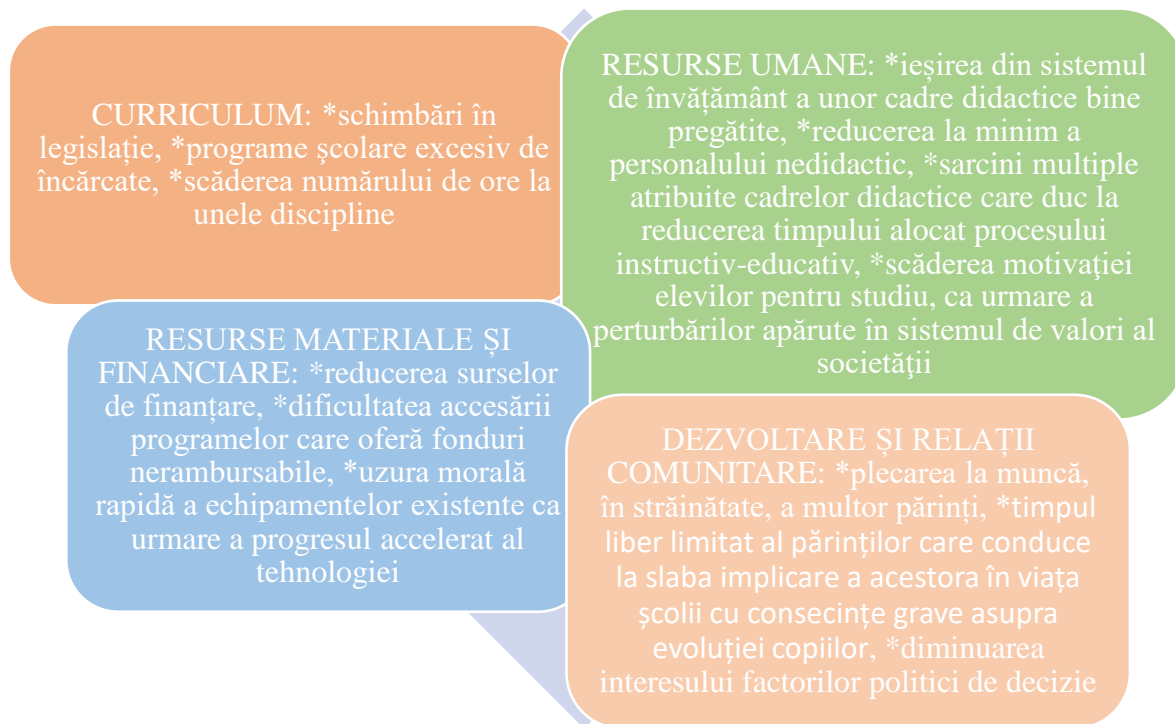 CURRICULUM: *schimbări în
legislație, *programe şcolare excesiv de
încărcate, *scăderea numărului de ore la
unele discipline
RESURSE UMANE: *ieșirea din sistemul
de învățământ a unor cadre didactice bine
pregătite, *reducerea la minim a
personalului nedidactic, *sarcini multiple
atribuite cadrelor didactice care duc la
reducerea timpului alocat procesului
instructiv-educativ, *scăderea motivaţiei
elevilor pentru studiu, ca urmare a
perturbărilor apărute în sistemul de valori al
societăţii
RESURSE MATERIALE ȘI
FINANCIARE: *reducerea surselor
de finanțare, *dificultatea accesării
programelor care oferă fonduri
nerambursabile, *uzura morală
rapidă a echipamentelor existente ca
urmare a progresul accelerat al
tehnologiei
DEZVOLTARE ȘI RELAȚII
COMUNITARE: *plecarea la muncă,
în străinătate, a multor părinți, *timpul
liber limitat al părinților care conduce
la slaba implicare a acestora în viața
școlii cu consecințe grave asupra
evoluției copiilor, *diminuarea
interesului factorilor politici de decizie